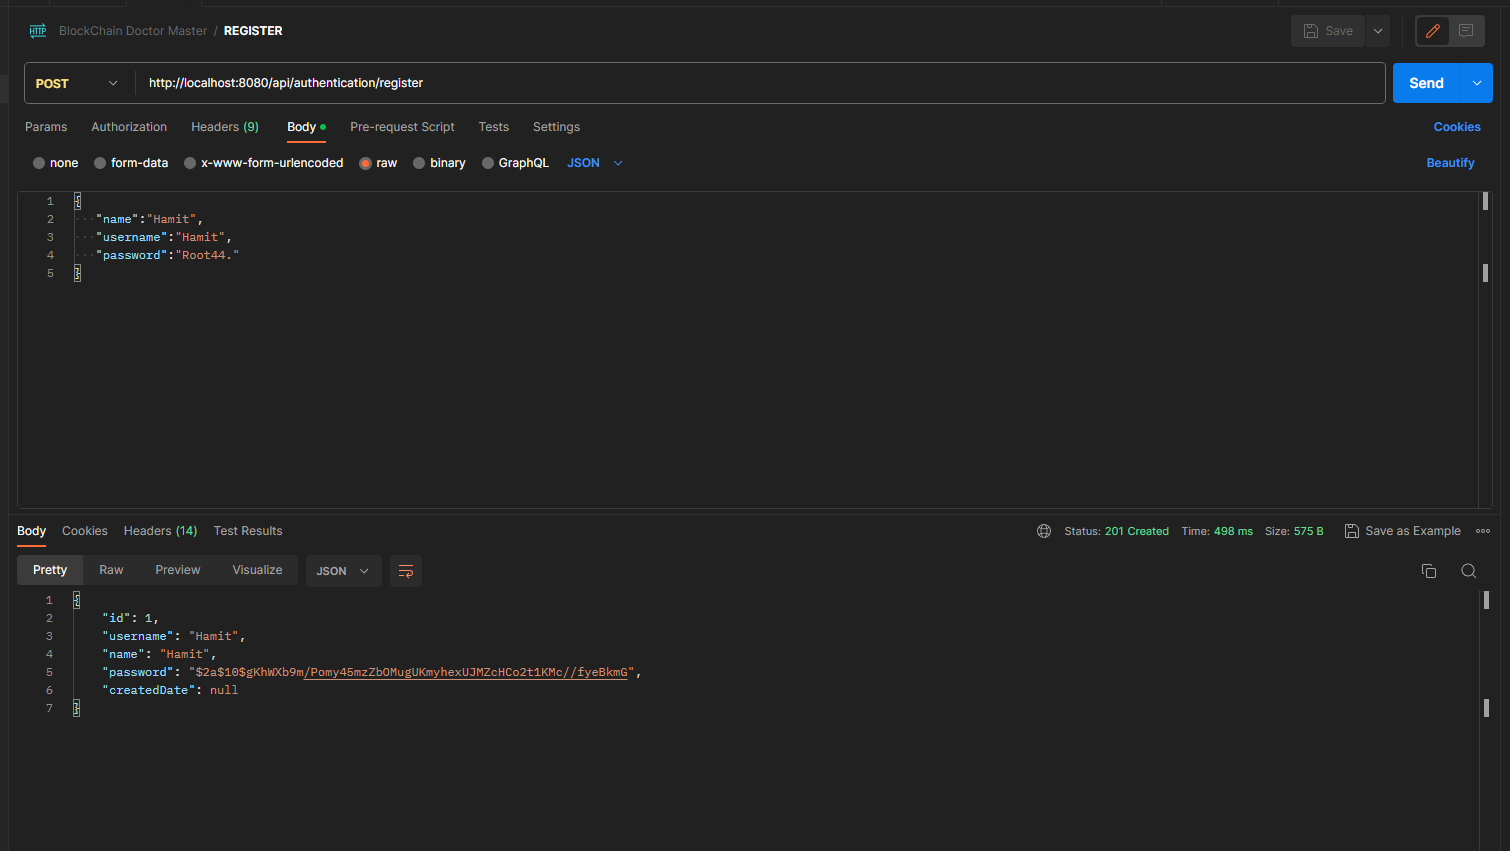 HTTP BlockChain Doctor Master / REGISTER Save
POST http://localhost:8080/api/authentication/register Send
Params Authorization Headers (9) Body Pre-request Script Tests Settings Cookies
none form-data x-www-form-urlencoded raw binary GraphQL JSON Beautify
1 {
2 ····"name":"Hamit",
3 ····"username":"Hamit",
4 ····"password":"Root44."
5 }
Body Cookies Headers (14) Test Results Status: 201 Created Time: 498 ms Size: 575 B Save as Example
Pretty Raw Preview Visualize JSON
1 {
2 "id": 1,
3 "username": "Hamit",
4 "name": "Hamit",
5 "password": "$2a$10$gKhWXb9m/Pomy45mzZbOMugUKmyhexUJMZcHCo2t1KMc//fyeBkmG",
6 "createdDate": null
7 }